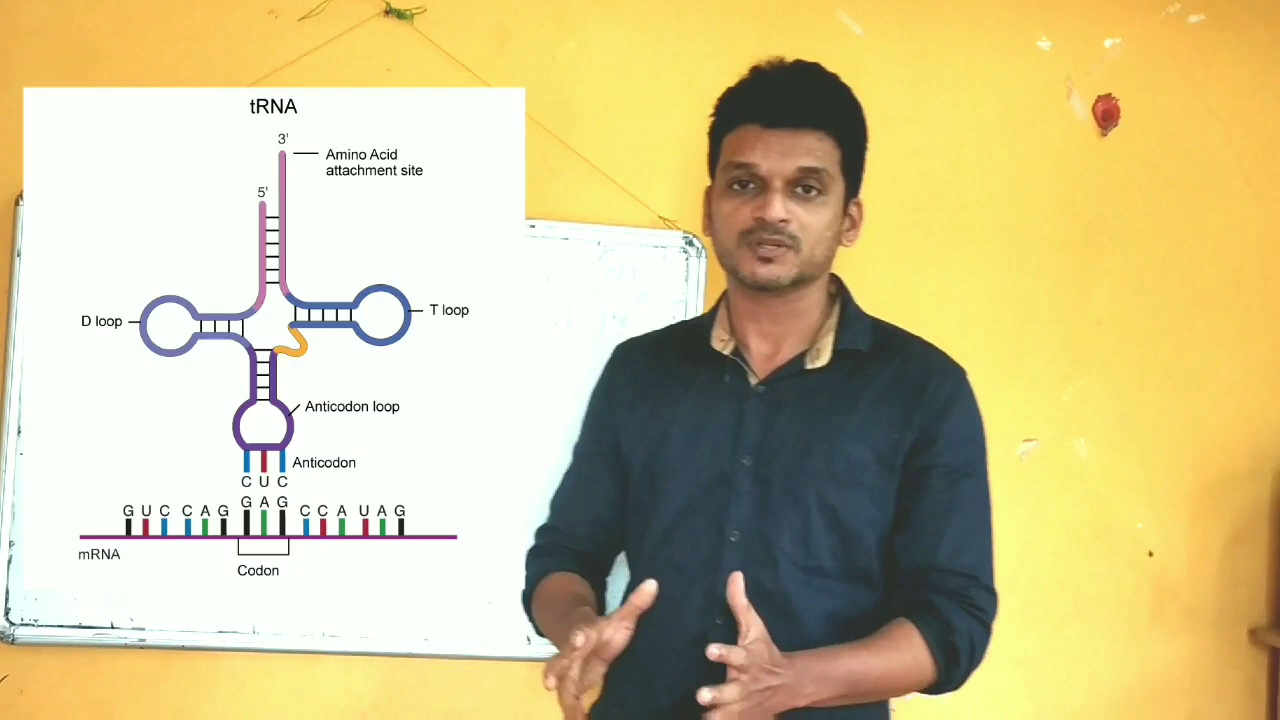 tRNA
3'
Amino Acid
attachment site
5'
D loop
T loop
Anticodon loop
Anticodon
C U C
G A G
G U C C A G
C C A U A G
mRNA
Codon